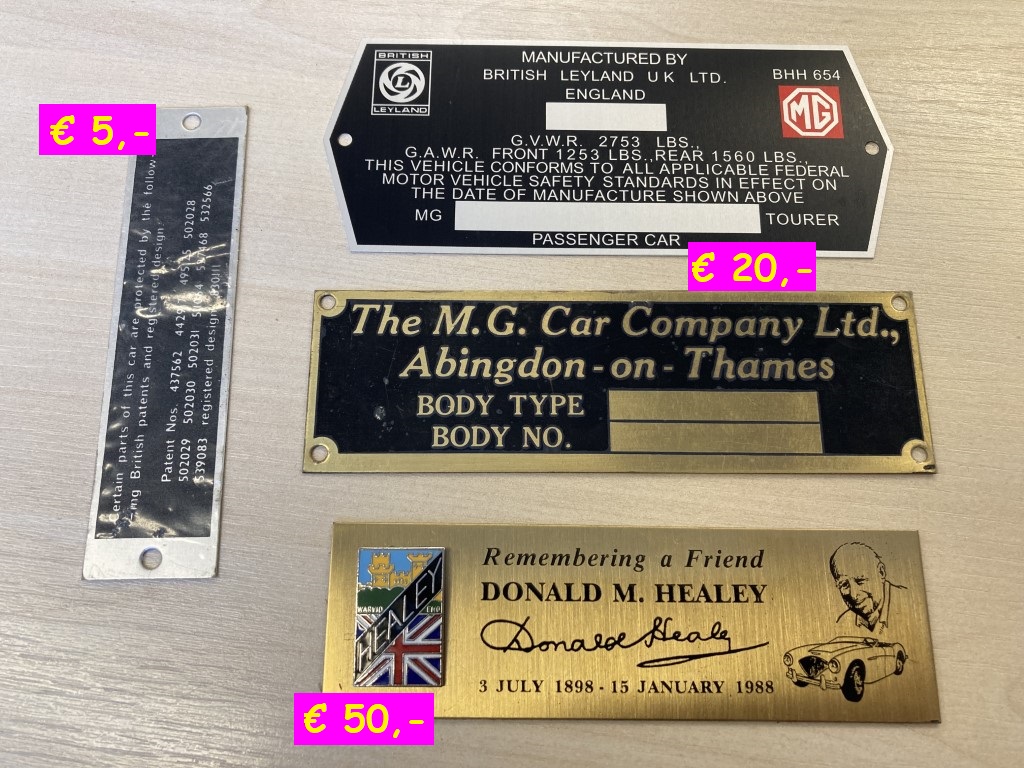 € 5,-
Certain parts of this car are protected by the
British patents and registered design:
Patent Nos. 437562 502028
502029 502030 502031 532566
539083 registered design
BRITISH
L
LEYLAND
MANUFACTURED BY
BRITISH LEYLAND U K LTD.
ENGLAND
BHH 654
MG
G.V.W.R. 2753 LBS.,
G.A.W.R. FRONT 1253 LBS.,REAR 1560 LBS.,
THIS VEHICLE CONFORMS TO ALL APPLICABLE FEDERAL
MOTOR VEHICLE SAFETY STANDARDS IN EFFECT ON
THE DATE OF MANUFACTURE SHOWN ABOVE
MG TOURER
PASSENGER CAR
€ 20,-
The M.G. Car Company Ltd.,
Abingdon - on - Thames
BODY TYPE
BODY NO.
HEALEY
Remembering a Friend
DONALD M. HEALEY
Donald Healey
3 JULY 1898 - 15 JANUARY 1988
€ 50,-